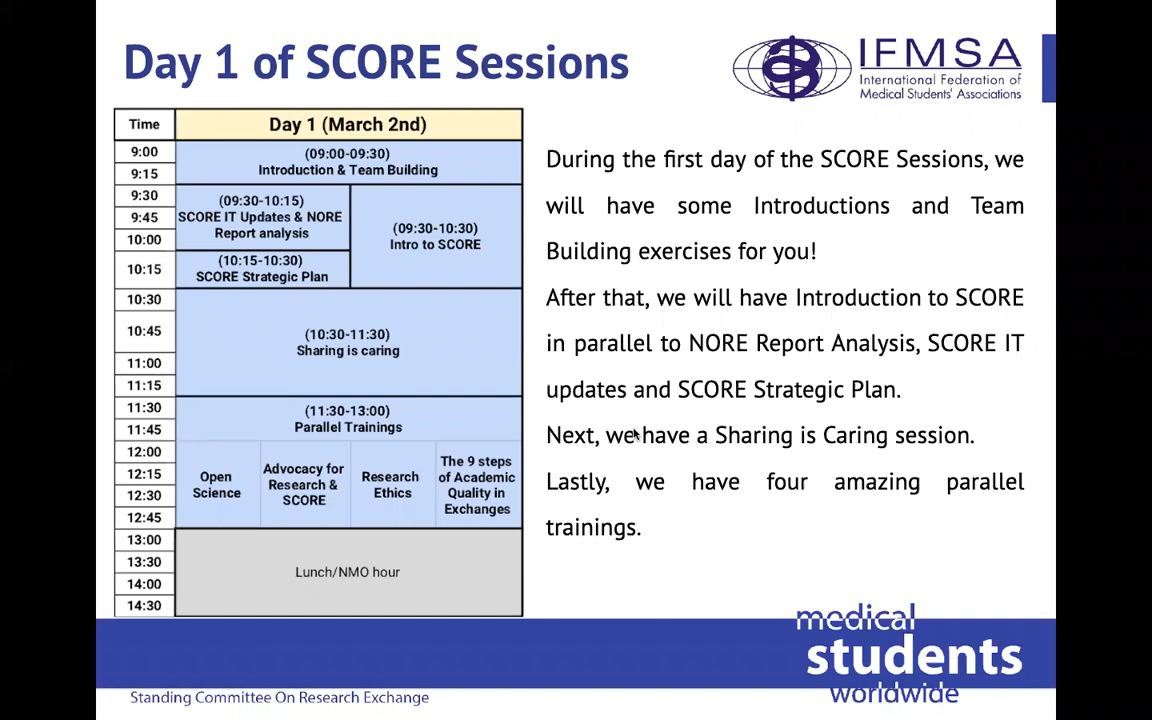 Day 1 of SCORE Sessions
IFMSA
International Federation of
Medical Students' Associations
Time
Day 1 (March 2nd)
9:00
9:15
9:30
9:45
10:00
10:15
10:30
10:45
11:00
11:15
11:30
11:45
12:00
12:15
12:30
12:45
13:00
13:30
14:00
14:30
(09:00-09:30)
Introduction & Team Building
(09:30-10:15)
SCORE IT Updates & NORE
Report analysis
(09:30-10:30)
Intro to SCORE
(10:15-10:30)
SCORE Strategic Plan
(10:30-11:30)
Sharing is caring
(11:30-13:00)
Parallel Trainings
Open
Science
Advocacy for
Research &
SCORE
Research
Ethics
The 9 steps
of Academic
Quality in
Exchanges
Lunch/NMO hour
During the first day of the SCORE Sessions, we
will have some Introductions and Team
Building exercises for you!
After that, we will have Introduction to SCORE
in parallel to NORE Report Analysis, SCORE IT
updates and SCORE Strategic Plan.
Next, we have a Sharing is Caring session.
Lastly, we have four amazing parallel
trainings.
medical
students
worldwide
Standing Committee On Research Exchange